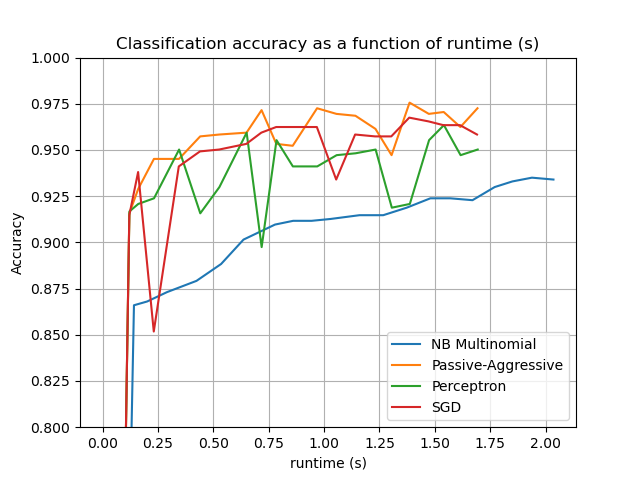 Classification accuracy as a function of runtime (s)
1.000
0.975
0.950
0.925
0.900
0.875
0.850
0.825
0.800
Accuracy
NB Multinomial
Passive-Aggressive
Perceptron
SGD
0.00 0.25 0.50 0.75 1.00 1.25 1.50 1.75 2.00
runtime (s)